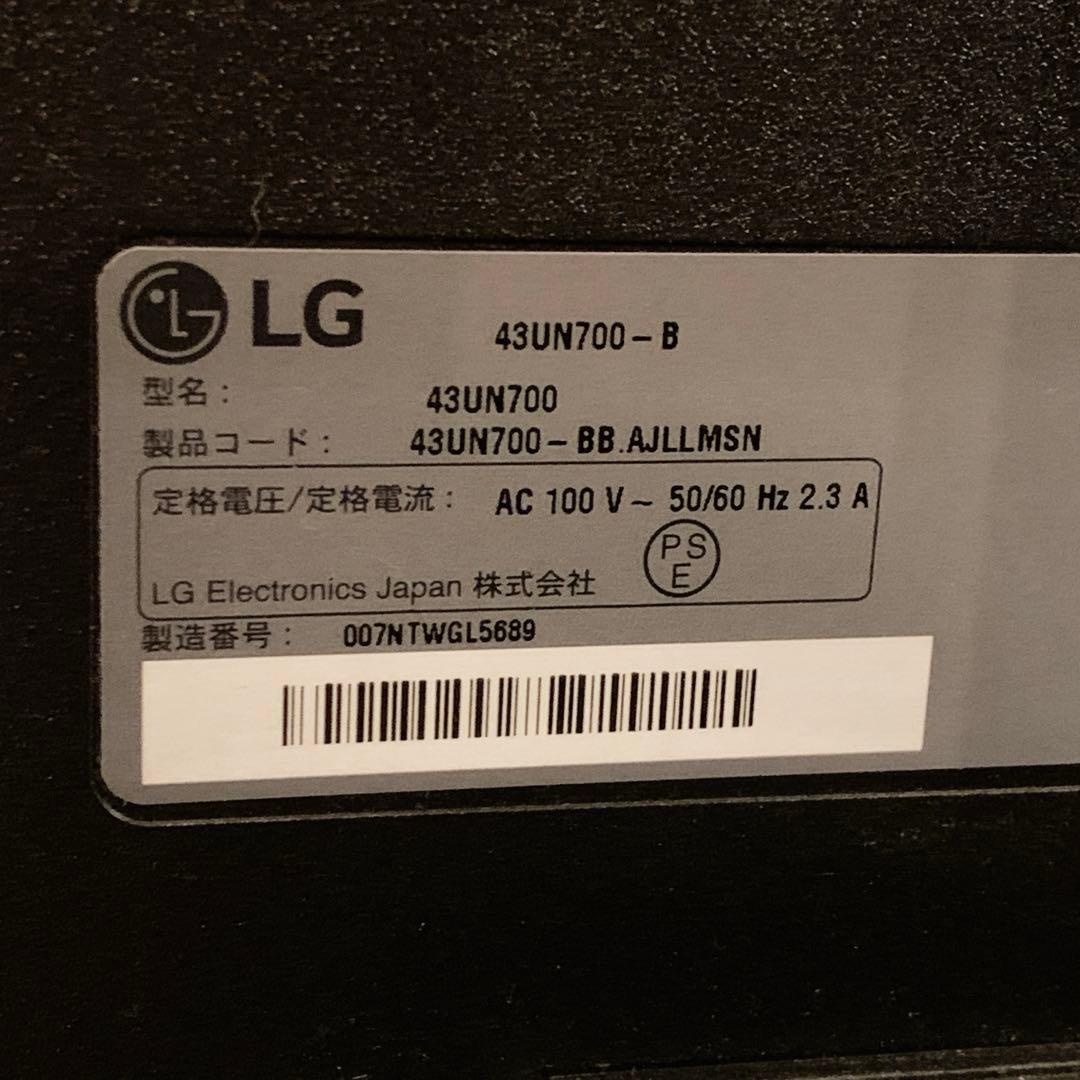 LG
43UN700-B
型名: 43UN700
製品コード: 43UN700-BB.AJLLMSN
定格電圧/定格電流: AC 100 V~ 50/60 Hz 2.3 A
PS
E
LG Electronics Japan 株式会社
製造番号: 007NTWGL5689